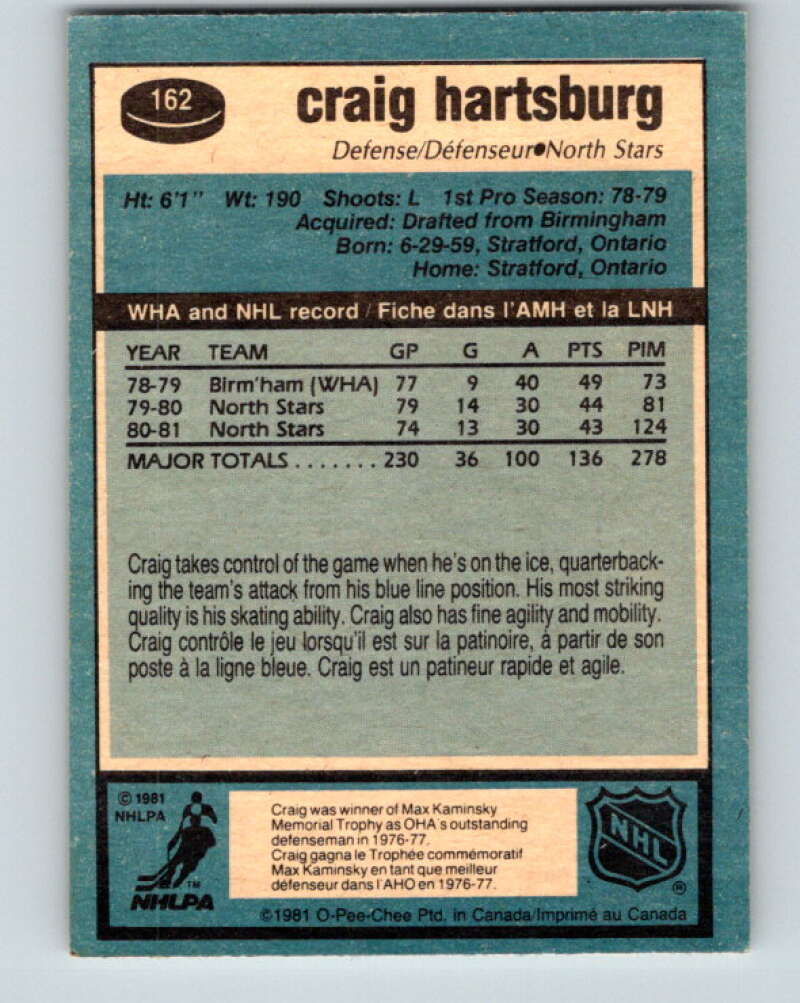 162
craig hartsburg
Defense/Défenseur●North Stars
Ht: 6'1" Wt: 190 Shoots: L 1st Pro Season: 78-79
Acquired: Drafted from Birmingham
Born: 6-29-59, Stratford, Ontario
Home: Stratford, Ontario
WHA and NHL record / Fiche dans l'AMH et la LNH
YEAR TEAM GP G A PTS PIM
78-79 Birm'ham (WHA) 77 9 40 49 73
79-80 North Stars 79 14 30 44 81
80-81 North Stars 74 13 30 43 124
MAJOR TOTALS ....... 230 36 100 136 278
Craig takes control of the game when he's on the ice, quarterback-
ing the team's attack from his blue line position. His most striking
quality is his skating ability. Craig also has fine agility and mobility.
Craig contrôle le jeu lorsqu'il est sur la patinoire, à partir de son
poste à la ligne bleue. Craig est un patineur rapide et agile.
© 1981
NHLPA
TM
NHLPA
Craig was winner of Max Kaminsky
Memorial Trophy as OHA's outstanding
defenseman in 1976-77.
Craig gagna le Trophée commémoratif
Max Kaminsky en tant que meilleur
défenseur dans l'AHO en 1976-77.
NHL
®
©1981 O-Pee-Chee Ptd. in Canada/Imprimé au Canada